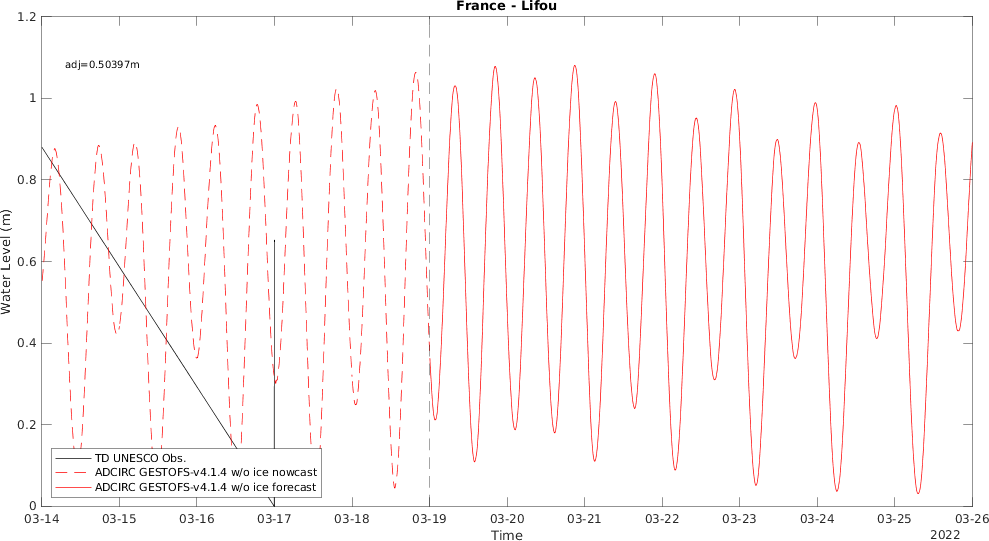 France - Lifou
1.2
1
0.8
0.6
0.4
0.2
0
Water Level (m)
adj=0.50397m
TD UNESCO Obs.
ADCIRC GESTOFS-v4.1.4 w/o ice nowcast
ADCIRC GESTOFS-v4.1.4 w/o ice forecast
03-14 03-15 03-16 03-17 03-18 03-19 03-20 03-21 03-22 03-23 03-24 03-25 03-26
Time
2022